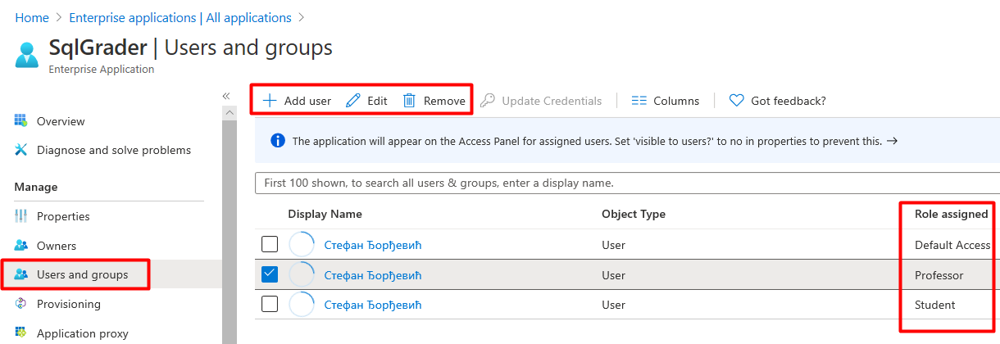 Home > Enterprise applications | All applications >
SqlGrader | Users and groups
Enterprise Application
«
Overview
Diagnose and solve problems
Manage
Properties
Owners
Users and groups
Provisioning
Application proxy
Add user Edit Remove Update Credentials Columns Got feedback?
The application will appear on the Access Panel for assigned users. Set 'visible to users?' to no in properties to prevent this. →
First 100 shown, to search all users & groups, enter a display name.
Display Name Object Type Role assigned
Стефан Ђорђевић User Default Access
Стефан Ђорђевић User Professor
Стефан Ђорђевић User Student